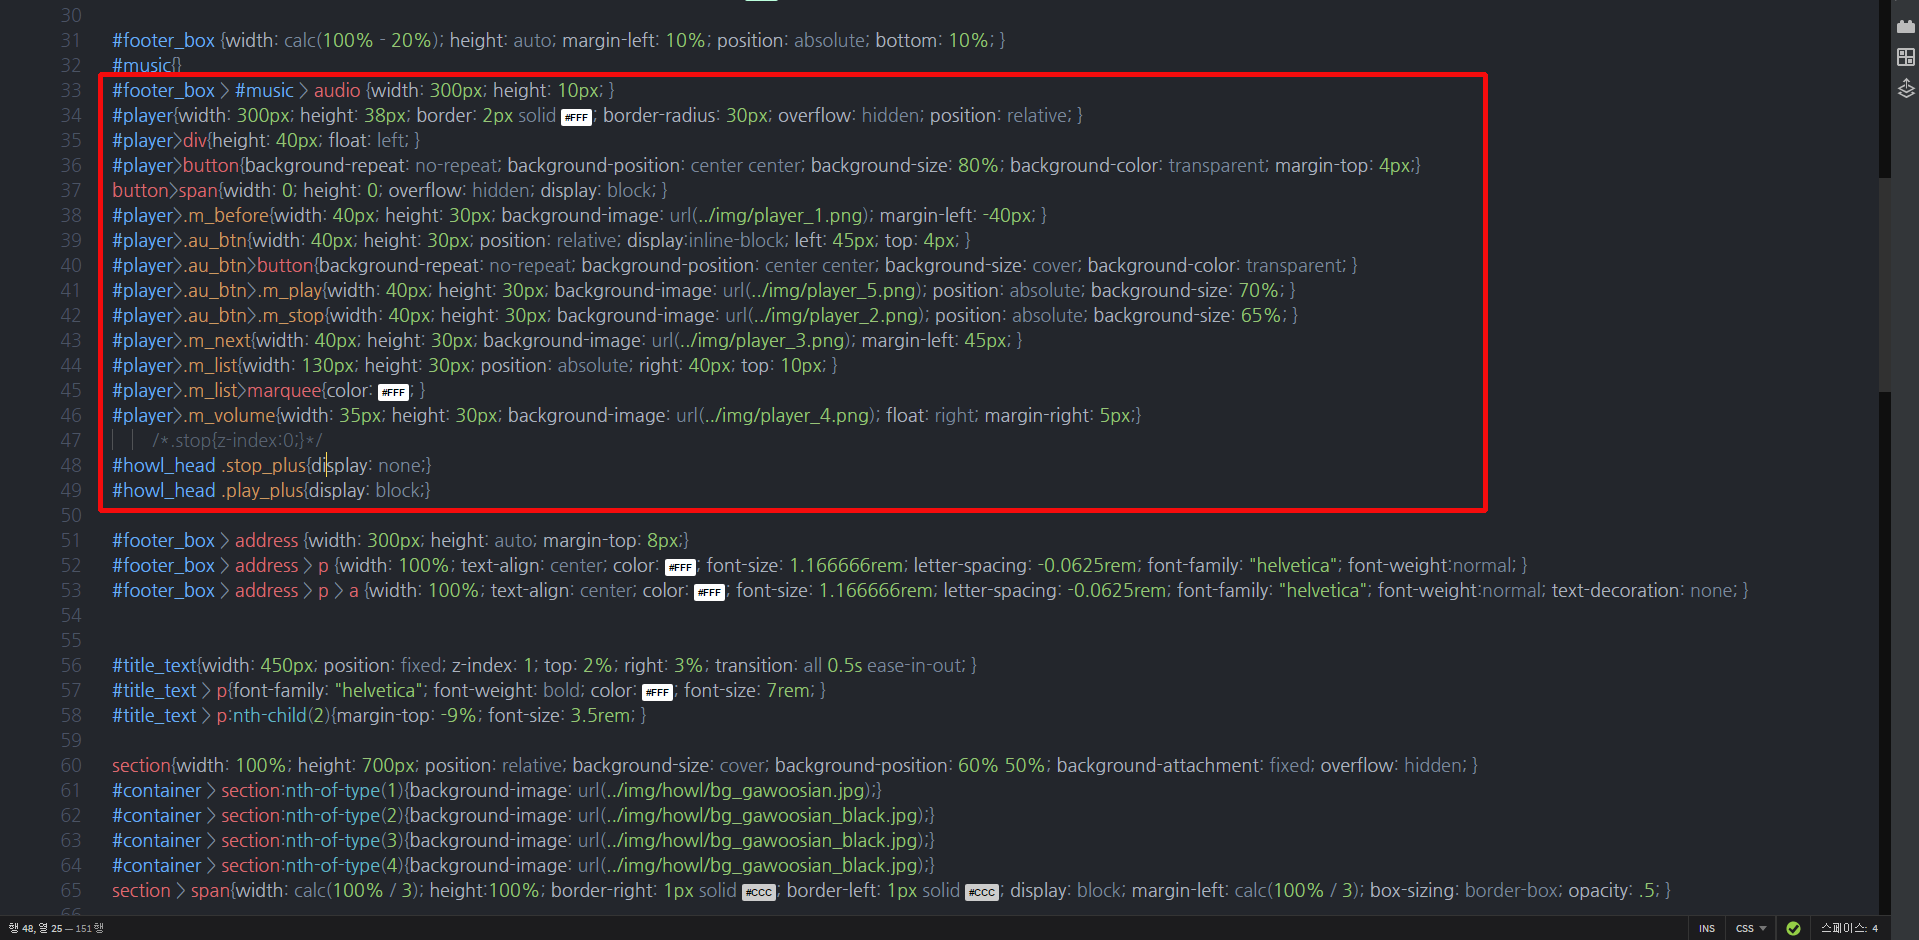 30
31 #footer_box {width: calc(100% - 20%); height: auto; margin-left: 10%; position: absolute; bottom: 10%; }
32 #music{}
33 #footer_box > #music > audio {width: 300px; height: 10px; }
34 #player{width: 300px; height: 38px; border: 2px solid #FFF; border-radius: 30px; overflow: hidden; position: relative; }
35 #player>div{height: 40px; float: left; }
36 #player>button{background-repeat: no-repeat; background-position: center center; background-size: 80%; background-color: transparent; margin-top: 4px;}
37 button>span{width: 0; height: 0; overflow: hidden; display: block; }
38 #player>.m_before{width: 40px; height: 30px; background-image: url(../img/player_1.png); margin-left: -40px; }
39 #player>.au_btn{width: 40px; height: 30px; position: relative; display:inline-block; left: 45px; top: 4px; }
40 #player>.au_btn>button{background-repeat: no-repeat; background-position: center center; background-size: cover; background-color: transparent; }
41 #player>.au_btn>.m_play{width: 40px; height: 30px; background-image: url(../img/player_5.png); position: absolute; background-size: 70%; }
42 #player>.au_btn>.m_stop{width: 40px; height: 30px; background-image: url(../img/player_2.png); position: absolute; background-size: 65%; }
43 #player>.m_next{width: 40px; height: 30px; background-image: url(../img/player_3.png); margin-left: 45px; }
44 #player>.m_list{width: 130px; height: 30px; position: absolute; right: 40px; top: 10px; }
45 #player>.m_list>marquee{color: #FFF; }
46 #player>.m_volume{width: 35px; height: 30px; background-image: url(../img/player_4.png); float: right; margin-right: 5px;}
47 /*.stop{z-index:0;}*/
48 #howl_head .stop_plus{display: none;}
49 #howl_head .play_plus{display: block;}
50
51 #footer_box > address {width: 300px; height: auto; margin-top: 8px;}
52 #footer_box > address > p {width: 100%; text-align: center; color: #FFF; font-size: 1.166666rem; letter-spacing: -0.0625rem; font-family: "helvetica"; font-weight:normal; }
53 #footer_box > address > p > a {width: 100%; text-align: center; color: #FFF; font-size: 1.166666rem; letter-spacing: -0.0625rem; font-family: "helvetica"; font-weight:normal; text-decoration: none; }
54
55
56 #title_text{width: 450px; position: fixed; z-index: 1; top: 2%; right: 3%; transition: all 0.5s ease-in-out; }
57 #title_text > p{font-family: "helvetica"; font-weight: bold; color: #FFF; font-size: 7rem; }
58 #title_text > p:nth-child(2){margin-top: -9%; font-size: 3.5rem; }
59
60 section{width: 100%; height: 700px; position: relative; background-size: cover; background-position: 60% 50%; background-attachment: fixed; overflow: hidden; }
61 #container > section:nth-of-type(1){background-image: url(../img/howl/bg_gawoosian.jpg);}
62 #container > section:nth-of-type(2){background-image: url(../img/howl/bg_gawoosian_black.jpg);}
63 #container > section:nth-of-type(3){background-image: url(../img/howl/bg_gawoosian_black.jpg);}
64 #container > section:nth-of-type(4){background-image: url(../img/howl/bg_gawoosian_black.jpg);}
65 section > span{width: calc(100% / 3); height:100%; border-right: 1px solid #CCC; border-left: 1px solid #CCC; display: block; margin-left: calc(100% / 3); box-sizing: border-box; opacity: .5; }
66
행 48, 열 25 — 151 행 INS CSS 스페이스: 4